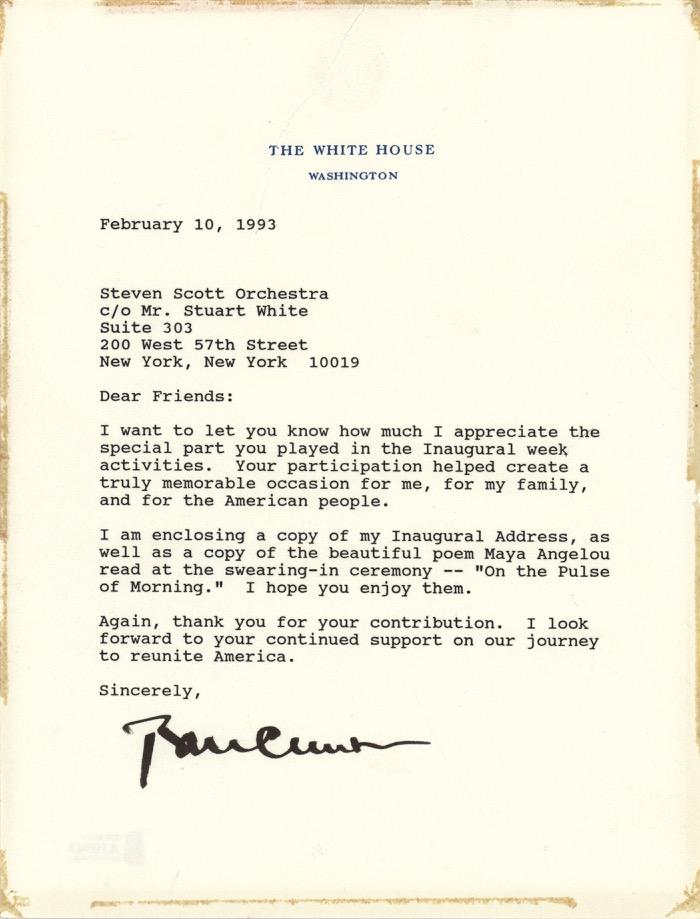 THE WHITE HOUSE
WASHINGTON
February 10, 1993
Steven Scott Orchestra
c/o Mr. Stuart White
Suite 303
200 West 57th Street
New York, New York  10019
Dear Friends:
I want to let you know how much I appreciate the
special part you played in the Inaugural week
activities.  Your participation helped create a
truly memorable occasion for me, for my family,
and for the American people.
I am enclosing a copy of my Inaugural Address, as
well as a copy of the beautiful poem Maya Angelou
read at the swearing-in ceremony -- "On the Pulse
of Morning."  I hope you enjoy them.
Again, thank you for your contribution.  I look
forward to your continued support on our journey
to reunite America.
Sincerely,
Bill Clinton